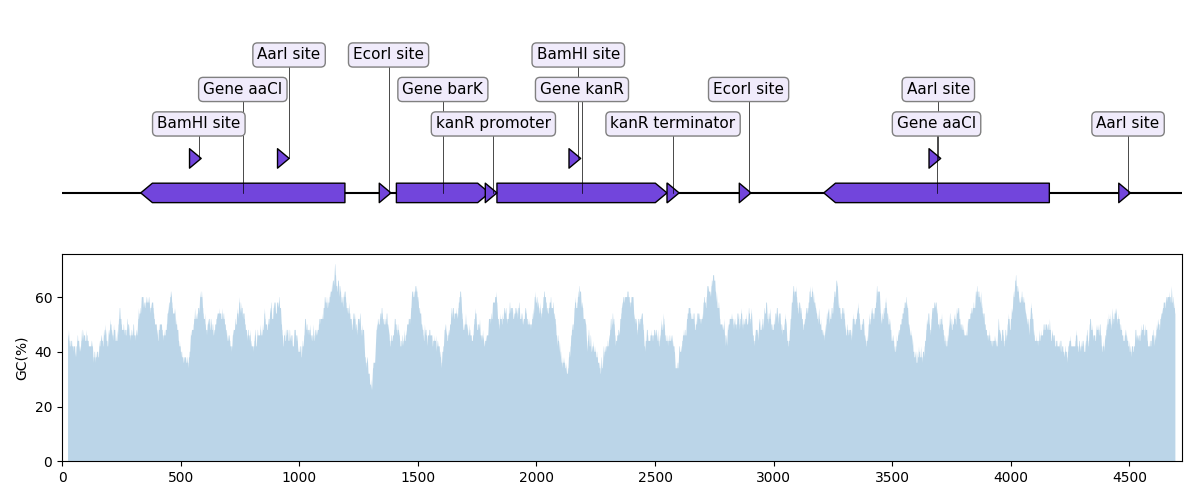 AarI site
EcorI site
BamHI site
Gene aaCI
Gene barK
Gene kanR
EcorI site
AarI site
BamHI site
kanR promoter
kanR terminator
Gene aaCI
AarI site
GC(%)
60
40
20
0
0 500 1000 1500 2000 2500 3000 3500 4000 4500